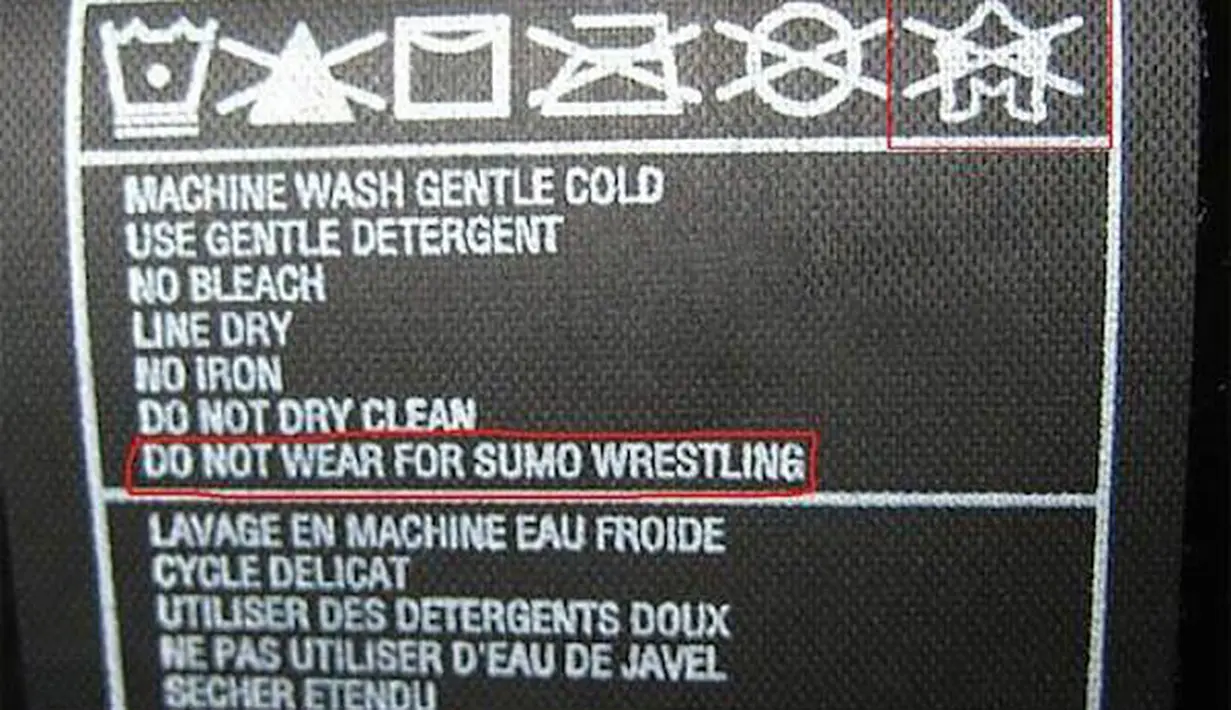 MACHINE WASH GENTLE COLD
USE GENTLE DETERGENT
NO BLEACH
LINE DRY
NO IRON
DO NOT DRY CLEAN
DO NOT WEAR FOR SUMO WRESTLING
LAVAGE EN MACHINE EAU FROIDE
CYCLE DELICAT
UTILISER DES DETERGENTS DOUX
NE PAS UTILISER D'EAU DE JAVEL
SECHER ETENDU